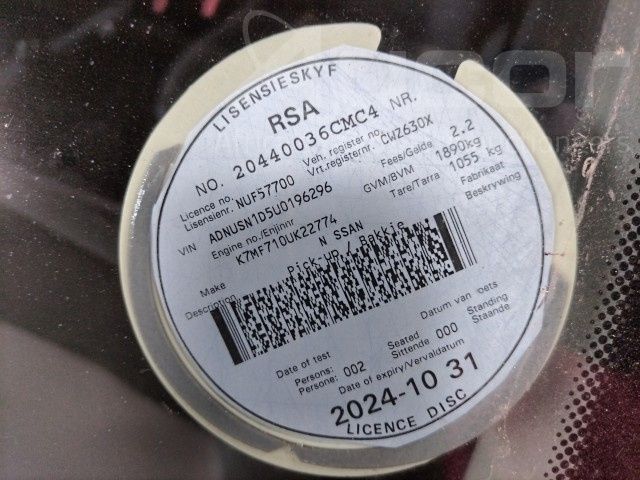 LISENSIESKYF
RSA
NO. 20440036CMC4 NR.
Licence no. Veh. register no.
Lisensienr. NUF57700 Vrt.registernr. CWZ630X
VIN ADNUSN1D5U0196296 Fees/Gelde 2.2
Engine no./Enjinnr GVM/BVM 1890kg
K7MF710UK22774 Tare/Tarra 1055 kg
Make N SSAN Fabrikaat
Description Pick-up / Bakkie Beskrywing
Date of test Datum van oets
Persons: Seated Standing
Persone: 002 Sittende 000 Staande
Date of expiry/Vervaldatum
2024-10 31
LICENCE DISC